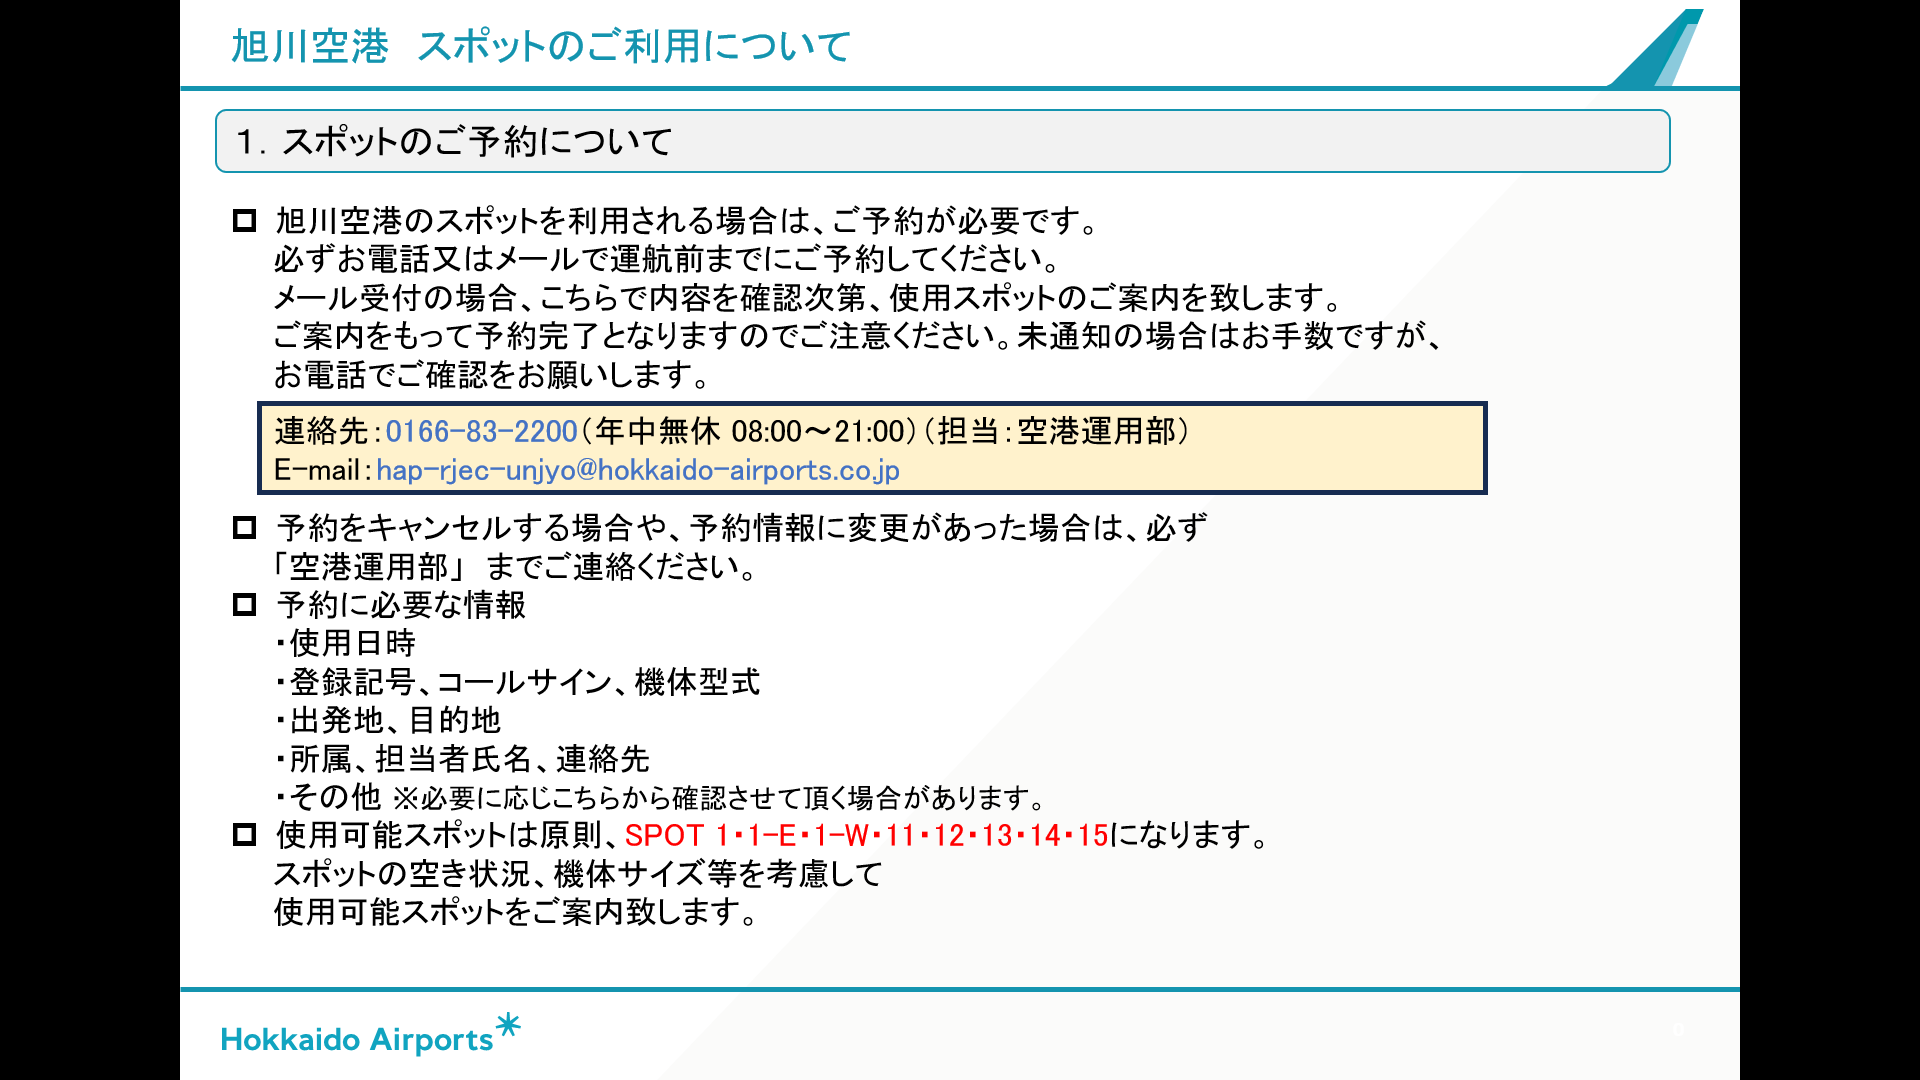 旭川空港　スポットのご利用について
１．スポットのご予約について
旭川空港のスポットを利用される場合は、ご予約が必要です。
必ずお電話又はメールで運航前までにご予約してください。
メール受付の場合、こちらで内容を確認次第、使用スポットのご案内を致します。
ご案内をもって予約完了となりますのでご注意ください。未通知の場合はお手数ですが、
お電話でご確認をお願いします。
連絡先：0166-83-2200（年中無休 08:00～21:00）（担当：空港運用部）
E-mail：hap-rjec-unjyo@hokkaido-airports.co.jp
予約をキャンセルする場合や、予約情報に変更があった場合は、必ず
「空港運用部」 までご連絡ください。
予約に必要な情報
・使用日時
・登録記号、コールサイン、機体型式
・出発地、目的地
・所属、担当者氏名、連絡先
・その他 ※必要に応じこちらから確認させて頂く場合があります。
使用可能スポットは原則、SPOT 1・1-E・1-W・11・12・13・14・15になります。
スポットの空き状況、機体サイズ等を考慮して
使用可能スポットをご案内致します。
Hokkaido Airports